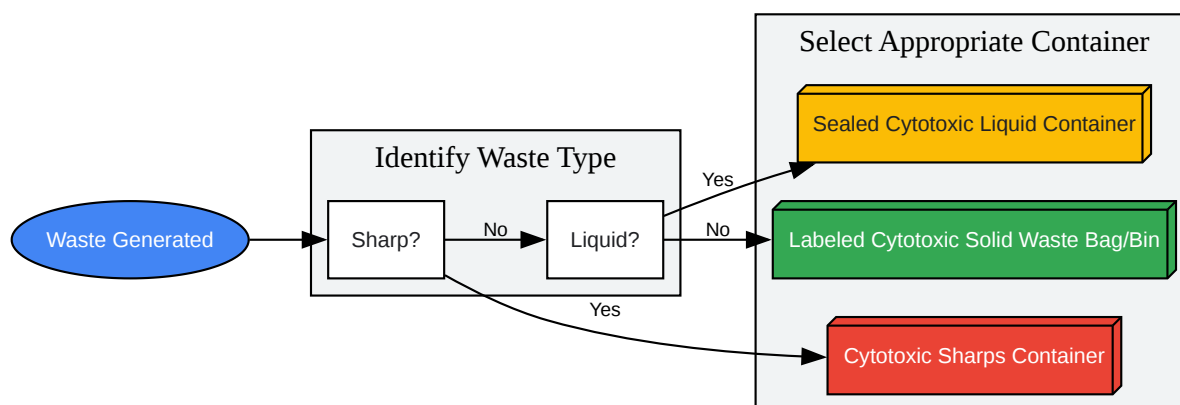 Select Appropriate Container
Sealed Cytotoxic Liquid Container
Identify Waste Type
Yes
Waste Generated
Sharp?
No
Liquid?
No
Labeled Cytotoxic Solid Waste Bag/Bin
Yes
Cytotoxic Sharps Container